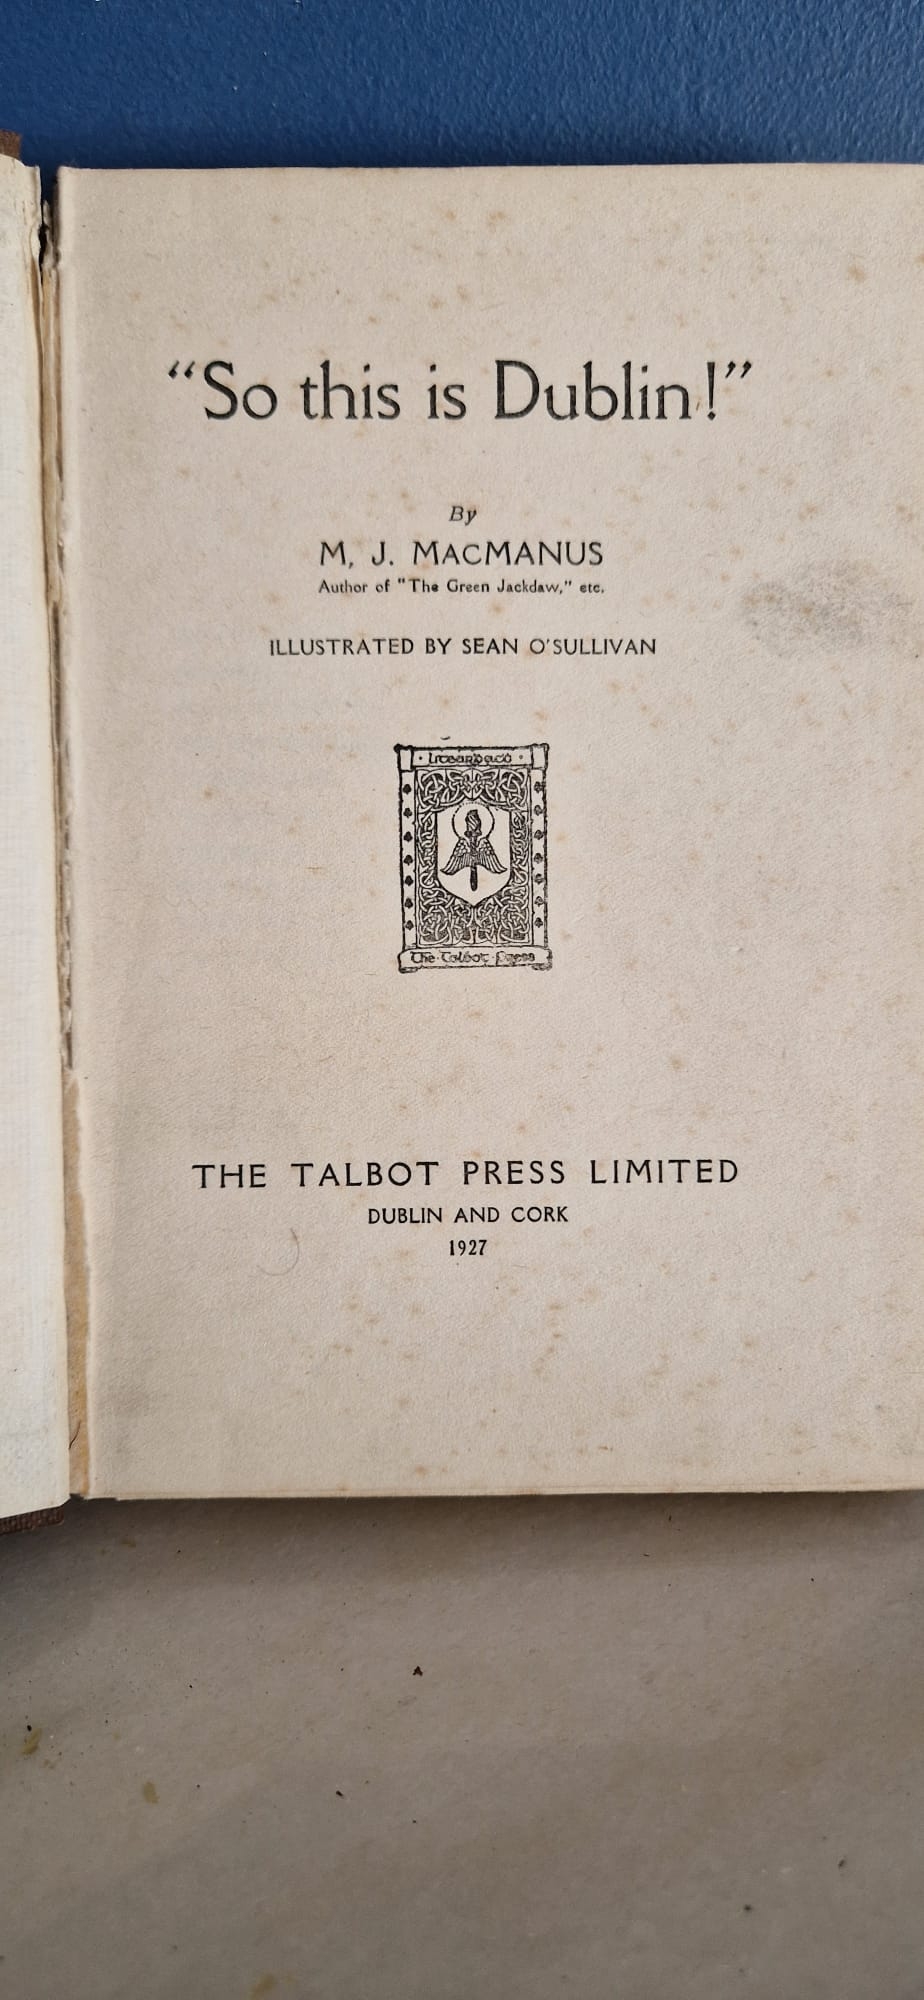 “So this is Dublin!”
By
M. J. MACMANUS
Author of "The Green Jackdaw," etc.
ILLUSTRATED BY SEAN O'SULLIVAN
The Talbot Press
THE TALBOT PRESS LIMITED
DUBLIN AND CORK
1927